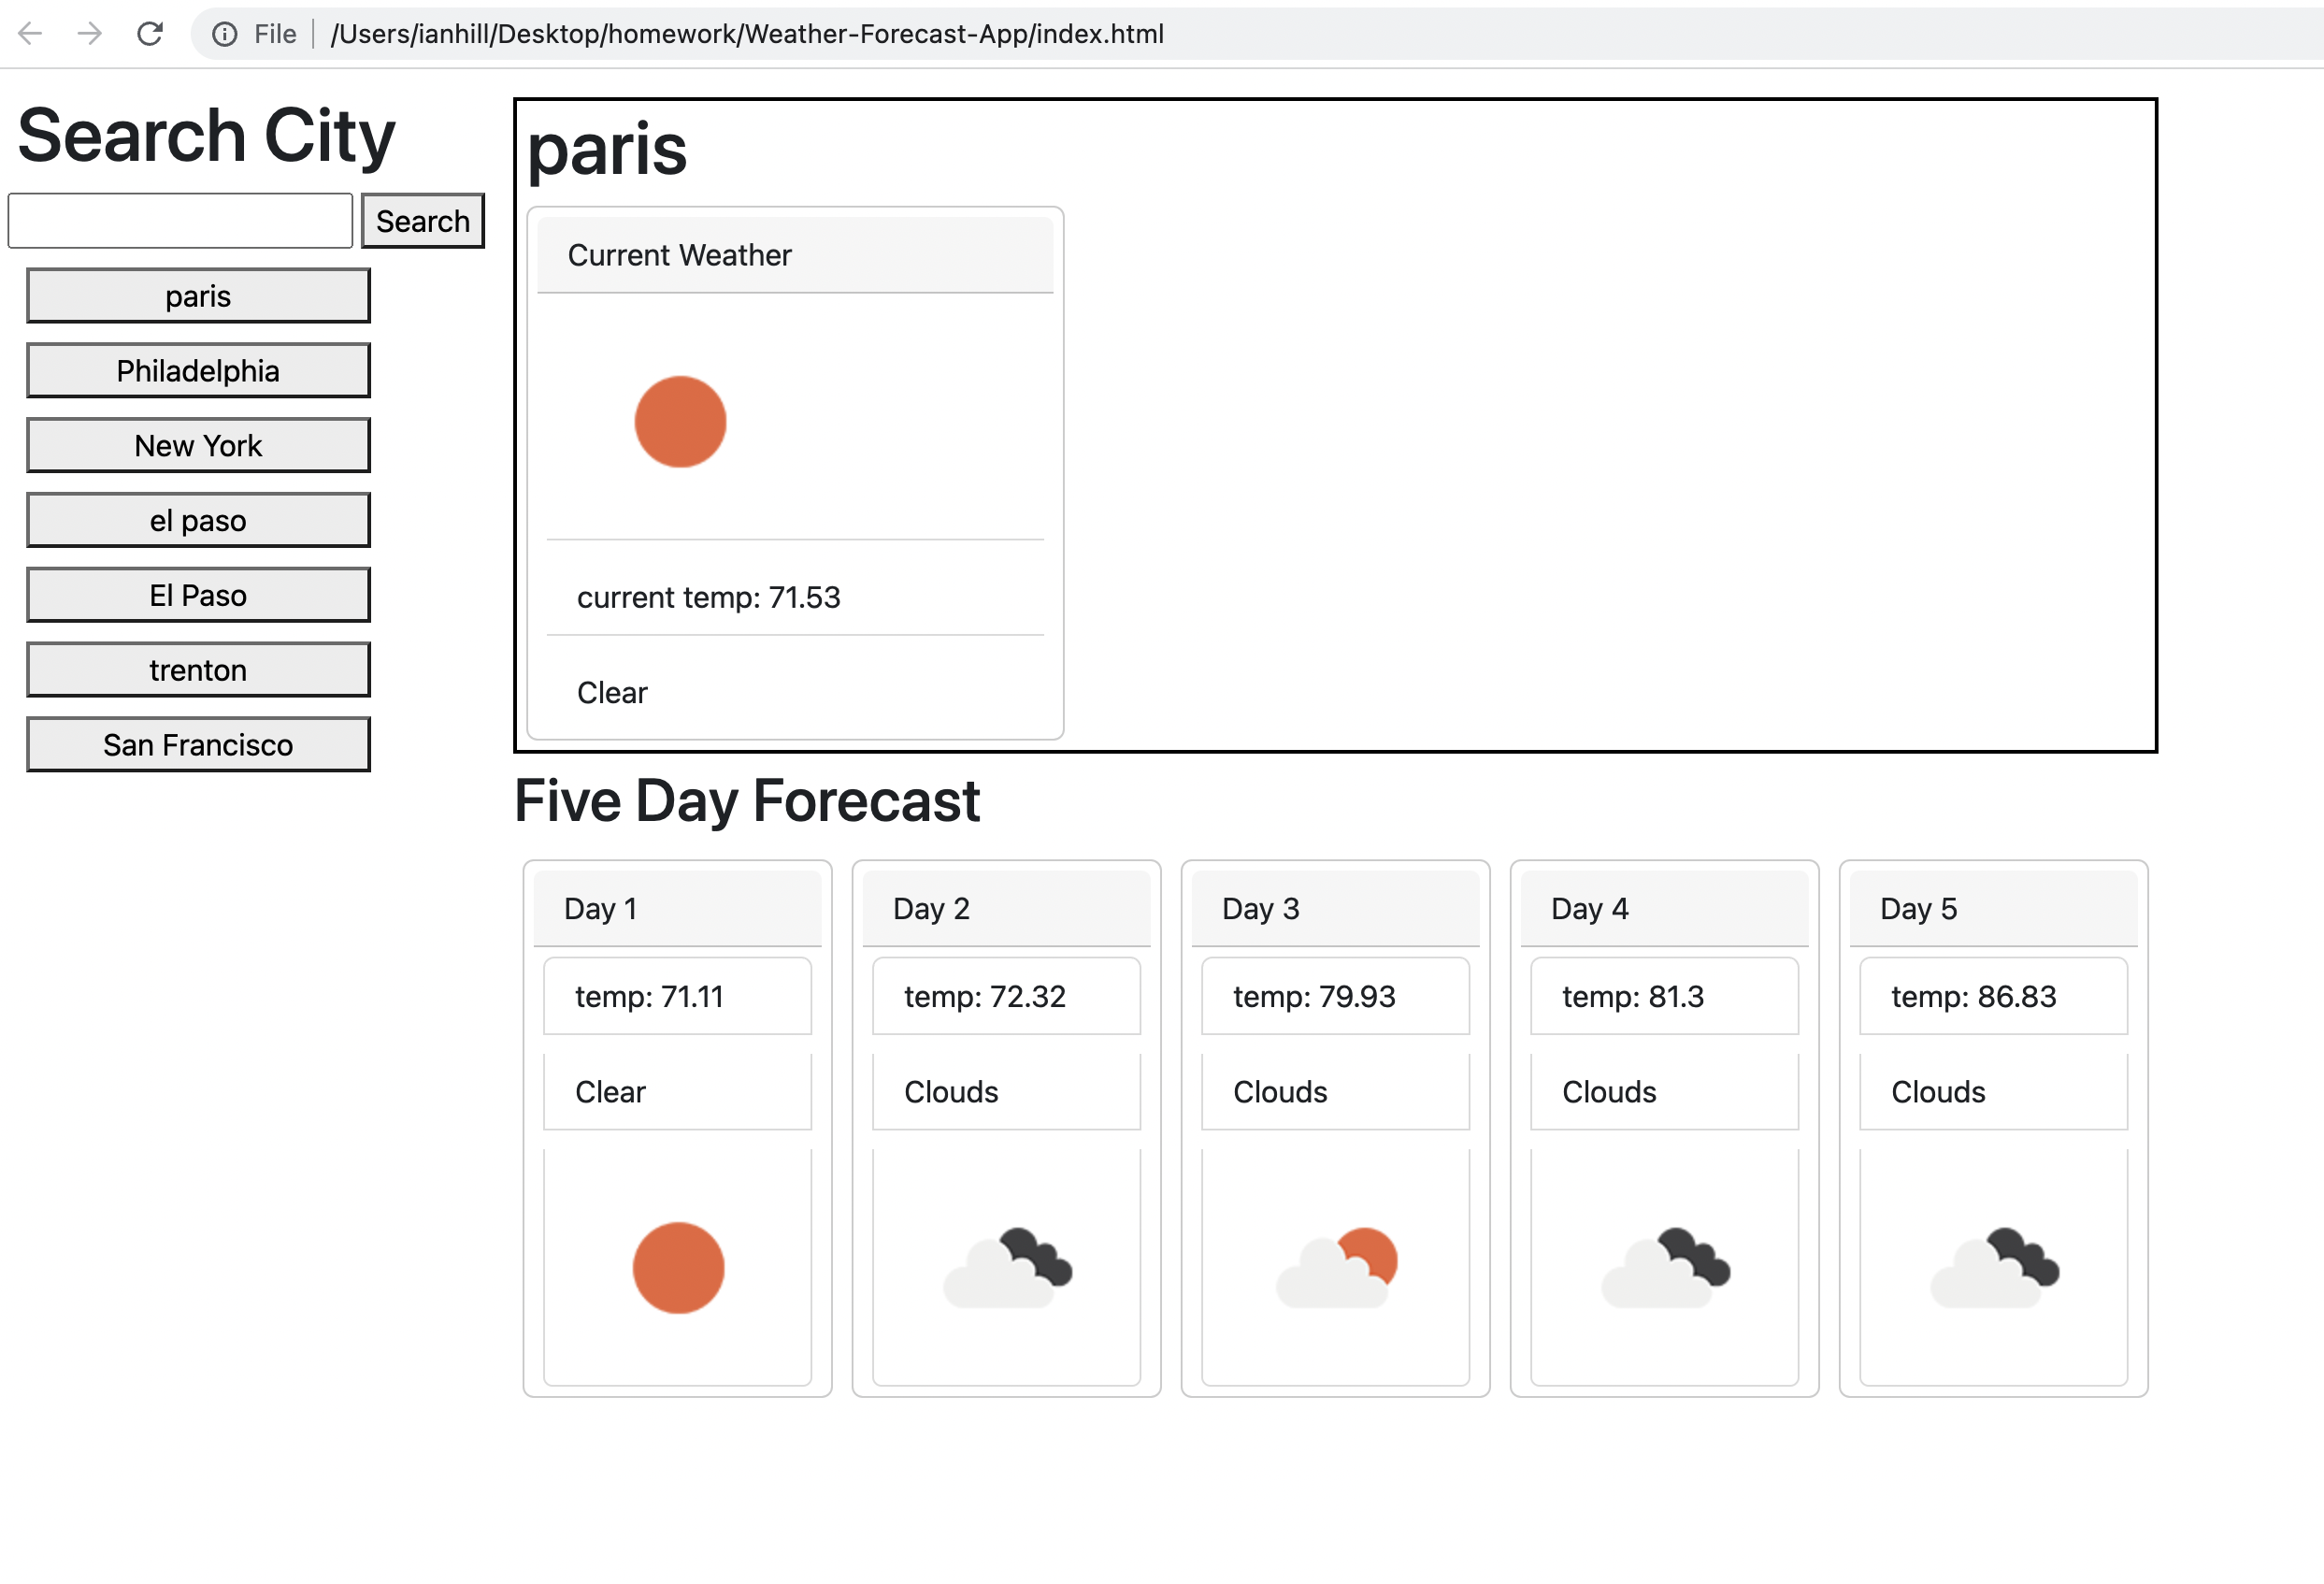 File /Users/ianhill/Desktop/homework/Weather-Forecast-App/index.html
Search City
Search
paris
Philadelphia
New York
el paso
El Paso
trenton
San Francisco
paris
Current Weather
current temp: 71.53
Clear
Five Day Forecast
Day 1
temp: 71.11
Clear
Day 2
temp: 72.32
Clouds
Day 3
temp: 79.93
Clouds
Day 4
temp: 81.3
Clouds
Day 5
temp: 86.83
Clouds